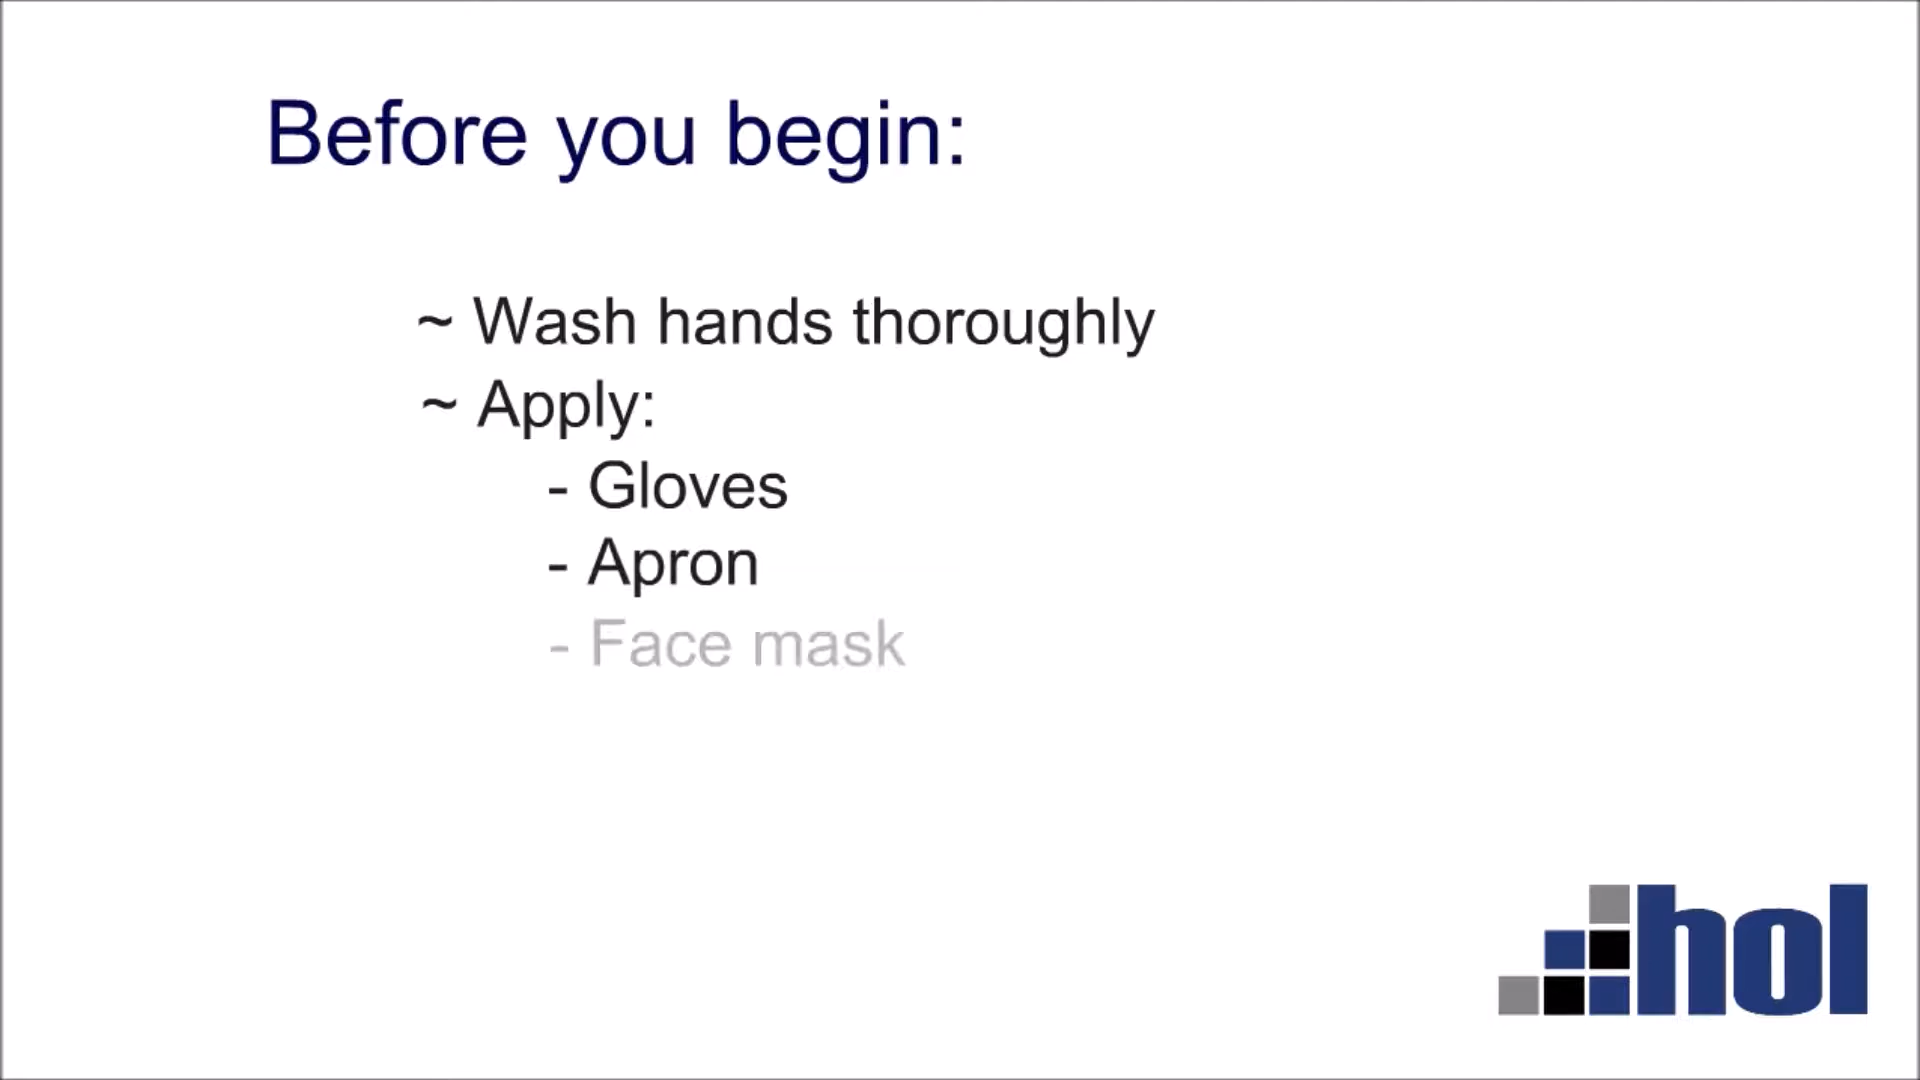 Before you begin:
~ Wash hands thoroughly
~ Apply:
- Gloves
- Apron
- Face mask
hol